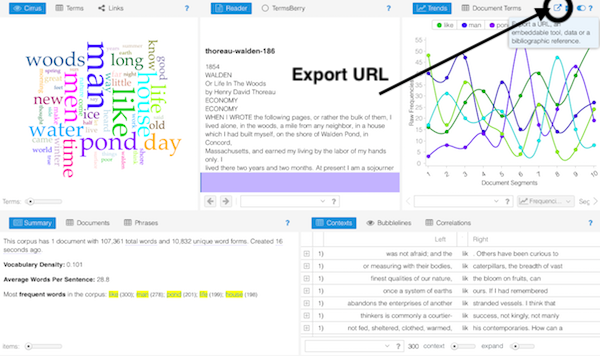 Cirrus Terms ?
woods
man
like
men
house
pond
day
life
water
time
new
ice
old
good
know
little
long
great
spring
way
far
came
winter
world
true
shore
Terms:
Reader TermsBerry ?
thoreau-walden-186
1854
WALDEN
Or Life In The Woods
by Henry David Thoreau
ECONOMY
ECONOMY
WHEN I WROTE the following pages, or rather the bulk of them, I
lived alone, in the woods, a mile from any neighbor, in a house
which I had built myself, on the shore of Walden Pond, in
Concord,
Massachusetts, and earned my living by the labor of my hands
only. I
lived there two years and two months. At present I am a sojourner
?
Trends Document Terms ?
like man
Export a URL, an
embeddable tool, data or a
bibliographic reference.
Export URL
Raw Frequencies
55
50
1 2 3 4 5 6 7 8 9 10
Document Segments
? Frequenci...
Summary Documents Phrases ?
This corpus has 1 document with 107,361 total words and 10,832 unique word forms. Created 16
seconds ago.
Vocabulary Density: 0.101
Average Words Per Sentence: 28.8
Most frequent words in the corpus: like (300); man (278); pond (201); life (199); house (198)
items:
Contexts Bubblelines Correlations ?
Left Right
1) was not afraid; and the lik... . Others have been curious to
1) or measuring with their bodies, lik... caterpillars, the breadth of vast
1) finest qualities of our nature, lik... the bloom on fruits, can
1) once a system of earths lik... ours. If I had remembered
1) abandons the enterprises of another lik... stranded vessels. I think that
1) thinkers is commonly a courtier- lik... success, not kingly, not manly
1) not fed, sheltered, clothed, warmed, lik... his contemporaries. How can a
? 300 context expand